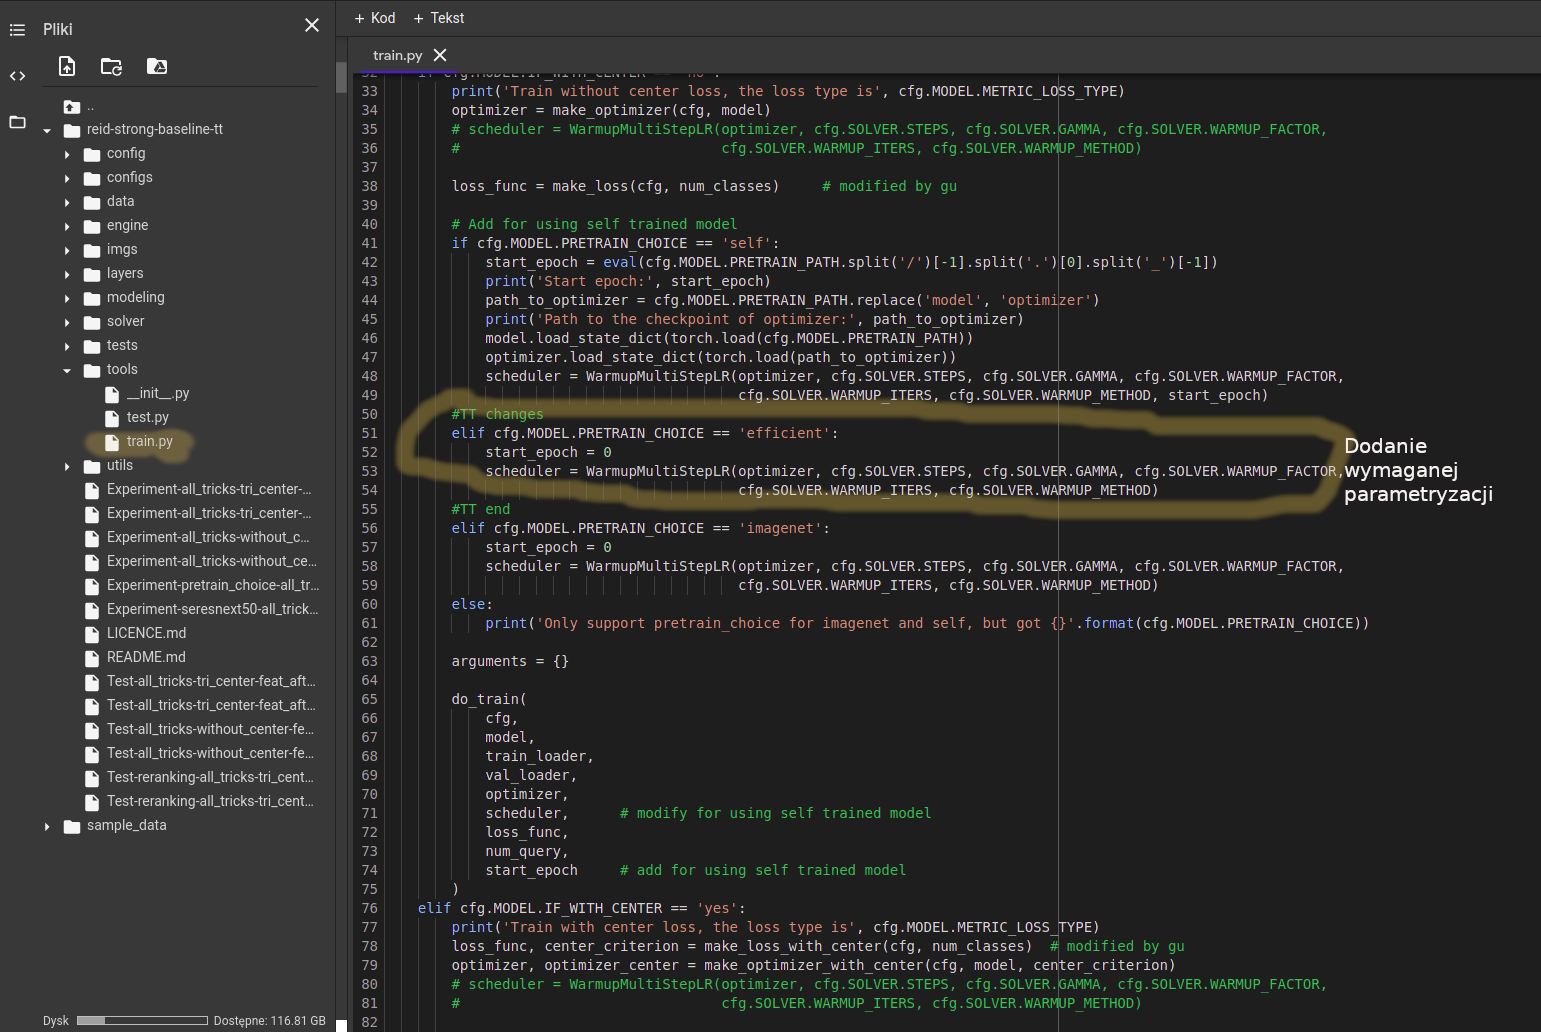 Pliki
..
reid-strong-baseline-tt
config
configs
data
engine
imgs
layers
modeling
solver
tests
tools
__init__.py
test.py
train.py
utils
Experiment-all_tricks-tri_center-...
Experiment-all_tricks-tri_center-...
Experiment-all_tricks-without_c...
Experiment-all_tricks-without_ce...
Experiment-pretrain_choice-all_tr...
Experiment-seresnext50-all_trick...
LICENCE.md
README.md
Test-all_tricks-tri_center-feat_aft...
Test-all_tricks-tri_center-feat_aft...
Test-all_tricks-without_center-fe...
Test-all_tricks-without_center-fe...
Test-reranking-all_tricks-tri_cent...
Test-reranking-all_tricks-tri_cent...
sample_data
Dysk Dostępne: 116.81 GB
+ Kod + Tekst
train.py
32 if cfg.MODEL.IF_WITH_CENTER == 'no':
33 print('Train without center loss, the loss type is', cfg.MODEL.METRIC_LOSS_TYPE)
34 optimizer = make_optimizer(cfg, model)
35 # scheduler = WarmupMultiStepLR(optimizer, cfg.SOLVER.STEPS, cfg.SOLVER.GAMMA, cfg.SOLVER.WARMUP_FACTOR,
36 # cfg.SOLVER.WARMUP_ITERS, cfg.SOLVER.WARMUP_METHOD)
37
38 loss_func = make_loss(cfg, num_classes) # modified by gu
39
40 # Add for using self trained model
41 if cfg.MODEL.PRETRAIN_CHOICE == 'self':
42 start_epoch = eval(cfg.MODEL.PRETRAIN_PATH.split('/')[-1].split('.')[0].split('_')[-1])
43 print('Start epoch:', start_epoch)
44 path_to_optimizer = cfg.MODEL.PRETRAIN_PATH.replace('model', 'optimizer')
45 print('Path to the checkpoint of optimizer:', path_to_optimizer)
46 model.load_state_dict(torch.load(cfg.MODEL.PRETRAIN_PATH))
47 optimizer.load_state_dict(torch.load(path_to_optimizer))
48 scheduler = WarmupMultiStepLR(optimizer, cfg.SOLVER.STEPS, cfg.SOLVER.GAMMA, cfg.SOLVER.WARMUP_FACTOR,
49 cfg.SOLVER.WARMUP_ITERS, cfg.SOLVER.WARMUP_METHOD, start_epoch)
50 #TT changes
51 elif cfg.MODEL.PRETRAIN_CHOICE == 'efficient':
52 start_epoch = 0
53 scheduler = WarmupMultiStepLR(optimizer, cfg.SOLVER.STEPS, cfg.SOLVER.GAMMA, cfg.SOLVER.WARMUP_FACTOR,
54 cfg.SOLVER.WARMUP_ITERS, cfg.SOLVER.WARMUP_METHOD)
55 #TT end
56 elif cfg.MODEL.PRETRAIN_CHOICE == 'imagenet':
57 start_epoch = 0
58 scheduler = WarmupMultiStepLR(optimizer, cfg.SOLVER.STEPS, cfg.SOLVER.GAMMA, cfg.SOLVER.WARMUP_FACTOR,
59 cfg.SOLVER.WARMUP_ITERS, cfg.SOLVER.WARMUP_METHOD)
60 else:
61 print('Only support pretrain_choice for imagenet and self, but got {}'.format(cfg.MODEL.PRETRAIN_CHOICE))
62
63 arguments = {}
64
65 do_train(
66 cfg,
67 model,
68 train_loader,
69 val_loader,
70 optimizer,
71 scheduler, # modify for using self trained model
72 loss_func,
73 num_query,
74 start_epoch # add for using self trained model
75 )
76 elif cfg.MODEL.IF_WITH_CENTER == 'yes':
77 print('Train with center loss, the loss type is', cfg.MODEL.METRIC_LOSS_TYPE)
78 loss_func, center_criterion = make_loss_with_center(cfg, num_classes) # modified by gu
79 optimizer, optimizer_center = make_optimizer_with_center(cfg, model, center_criterion)
80 # scheduler = WarmupMultiStepLR(optimizer, cfg.SOLVER.STEPS, cfg.SOLVER.GAMMA, cfg.SOLVER.WARMUP_FACTOR,
81 # cfg.SOLVER.WARMUP_ITERS, cfg.SOLVER.WARMUP_METHOD)
82
Dodanie
wymaganej
parametryzacji